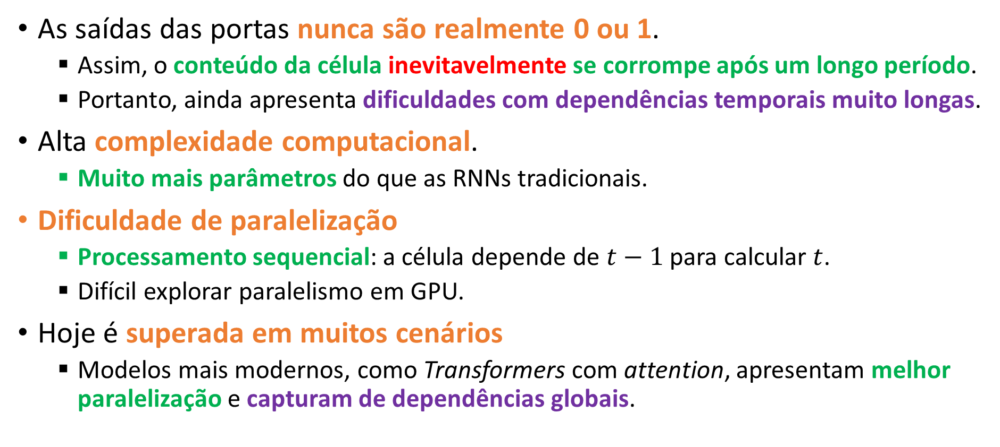 • As saídas das portas nunca são realmente 0 ou 1.
▪ Assim, o conteúdo da célula inevitavelmente se corrompe após um longo período.
▪ Portanto, ainda apresenta dificuldades com dependências temporais muito longas.
• Alta complexidade computacional.
▪ Muito mais parâmetros do que as RNNs tradicionais.
• Dificuldade de paralelização
▪ Processamento sequencial: a célula depende de t − 1 para calcular t.
▪ Difícil explorar paralelismo em GPU.
• Hoje é superada em muitos cenários
▪ Modelos mais modernos, como Transformers com attention, apresentam melhor
paralelização e capturam de dependências globais.